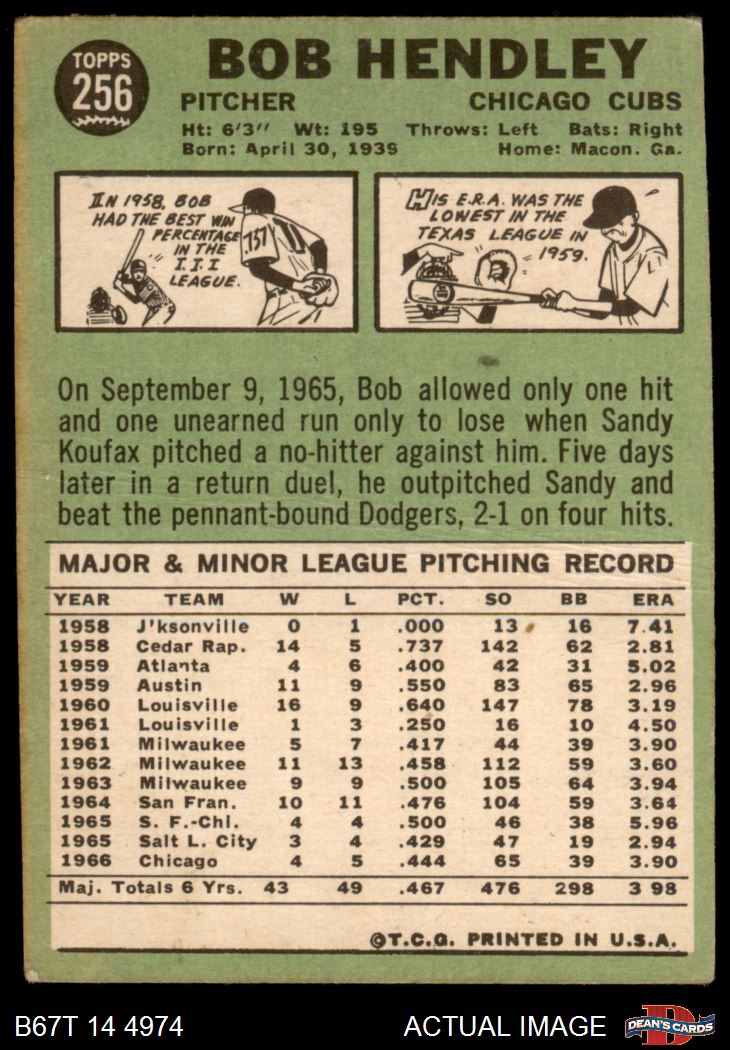 TOPPS
256
BOB HENDLEY
PITCHER CHICAGO CUBS
Ht: 6'3" Wt: 195 Throws: Left Bats: Right
Born: April 30, 1939 Home: Macon, Ga.
IN 1958, BOB
HAD THE BEST WIN
PERCENTAGE
IN THE
I.I.I
LEAGUE.
HIS E.R.A. WAS THE
LOWEST IN THE
TEXAS LEAGUE IN
1959.
On September 9, 1965, Bob allowed only one hit
and one unearned run only to lose when Sandy
Koufax pitched a no-hitter against him. Five days
later in a return duel, he outpitched Sandy and
beat the pennant-bound Dodgers, 2-1 on four hits.
MAJOR & MINOR LEAGUE PITCHING RECORD
YEAR TEAM W L PCT. SO BB ERA
1958 J'ksonville 0 1 .000 13 16 7.41
1958 Cedar Rap. 14 5 .737 142 62 2.81
1959 Atlanta 4 6 .400 42 31 5.02
1959 Austin 11 9 .550 83 65 2.96
1960 Louisville 16 9 .640 147 78 3.19
1961 Louisville 1 3 .250 16 10 4.50
1961 Milwaukee 5 7 .417 44 39 3.90
1962 Milwaukee 11 13 .458 112 59 3.60
1963 Milwaukee 9 9 .500 105 64 3.94
1964 San Fran. 10 11 .476 104 59 3.64
1965 S. F.-Chi. 4 4 .500 46 38 5.96
1965 Salt L. City 3 4 .429 47 19 2.94
1966 Chicago 4 5 .444 65 39 3.90
Maj. Totals 6 Yrs. 43 49 .467 476 298 3 98
©T.C.G. PRINTED IN U.S.A.
B67T 14 4974 ACTUAL IMAGE DEAN'S CARDS